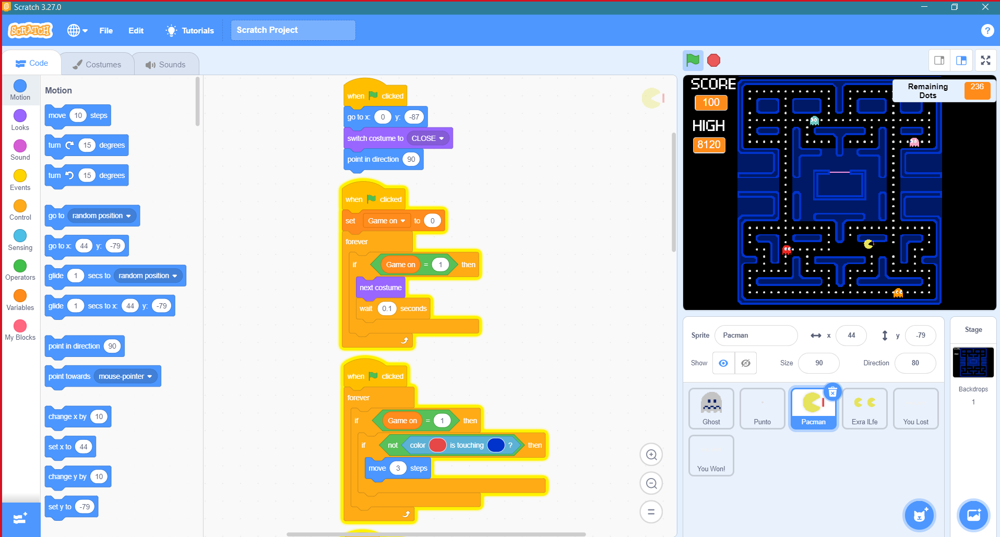 Scratch 3.27.0
SCRATCH
File
Edit
Tutorials
Scratch Project
?
Code
Costumes
Sounds
Motion
Looks
Sound
Events
Control
Sensing
Operators
Variables
My Blocks
Motion
move 10 steps
turn 15 degrees
turn 15 degrees
go to random position
go to x: 44 y: -79
glide 1 secs to random position
glide 1 secs to x: 44 y: -79
point in direction 90
point towards mouse-pointer
change x by 10
set x to 44
change y by 10
set y to -79
when clicked
go to x: 0 y: -87
switch costume to CLOSE
point in direction 90
when clicked
set Game on to 0
forever
if Game on = 1 then
next costume
wait 0.1 seconds
when clicked
forever
if Game on = 1 then
if not color is touching ? then
move 3 steps
SCORE
100
HIGH
8120
Remaining
Dots
236
Sprite Pacman x 44 y -79
Show Size 90 Direction 80
Ghost
Punto
Pacman
Exra lLfe
You Lost
You Won!
Stage
Backdrops
1